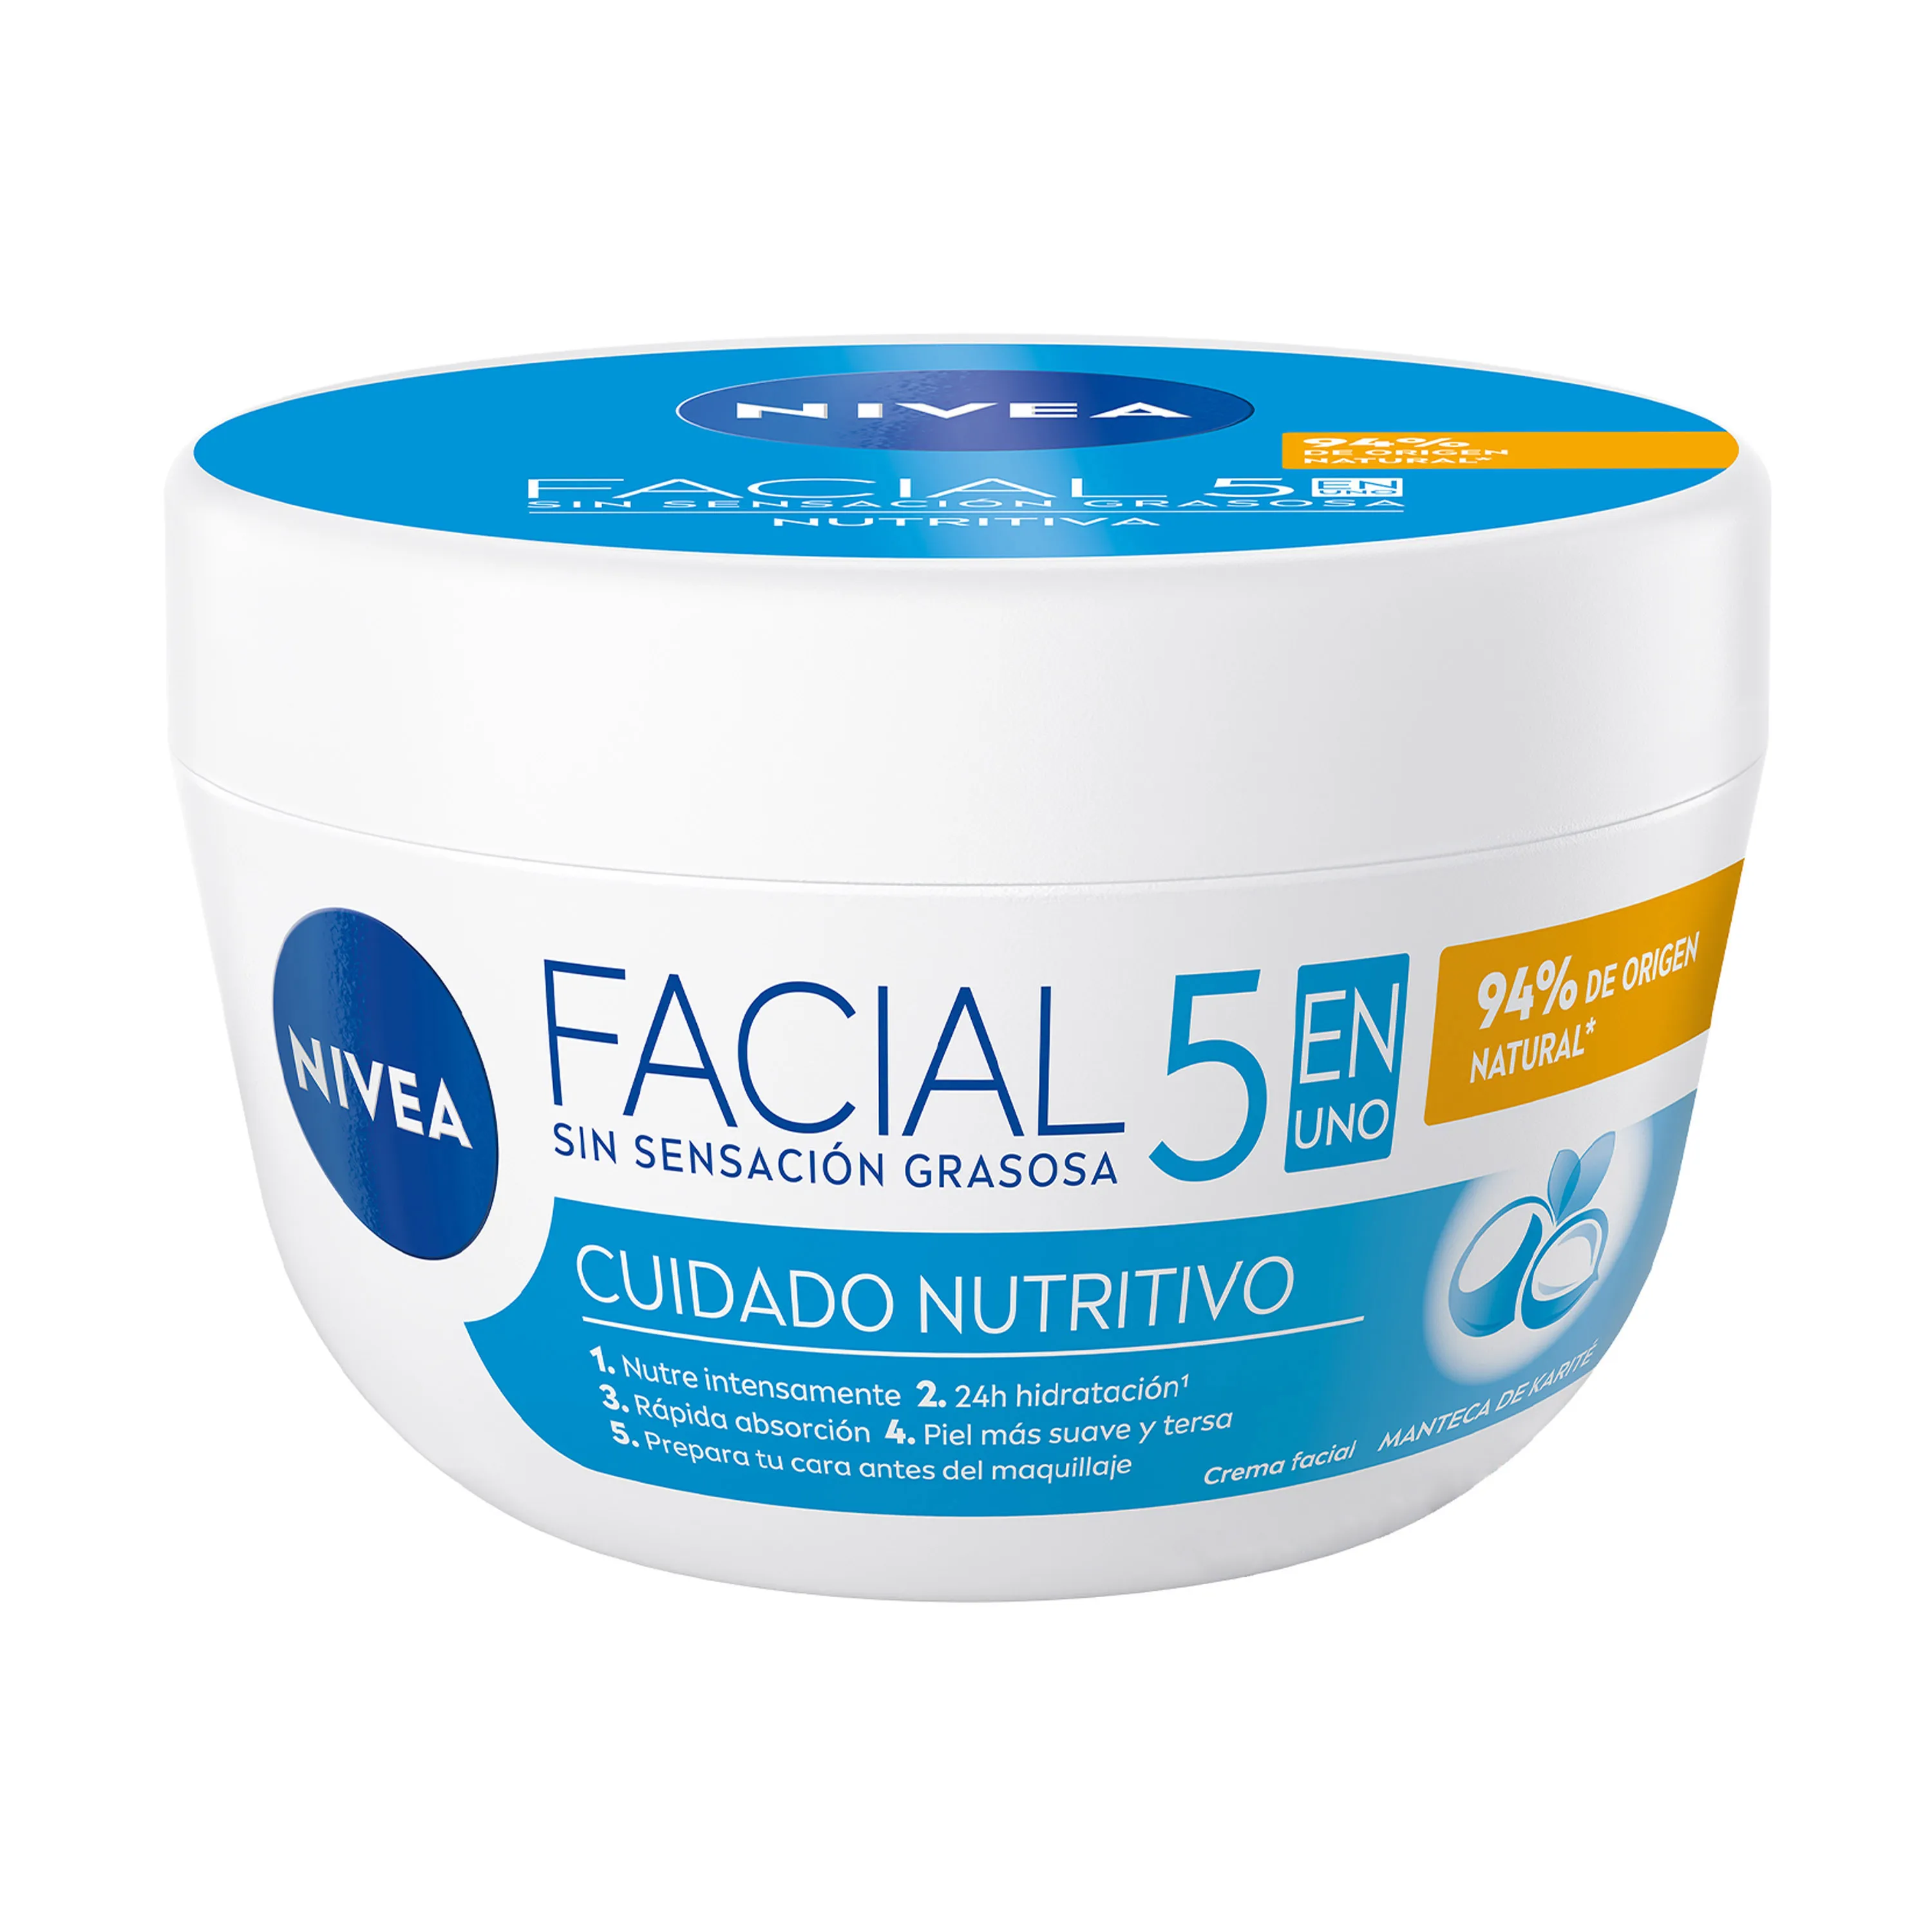 NIVEA
94%
DE ORIGEN
NATURAL*
FACIAL 5 EN UNO
SIN SENSACIÓN GRASOSA
NUTRITIVA
NIVEA
FACIAL 5 EN UNO
SIN SENSACIÓN GRASOSA
94% DE ORIGEN
NATURAL*
CUIDADO NUTRITIVO
1. Nutre intensamente 2. 24h hidratación¹
3. Rápida absorción 4. Piel más suave y tersa
5. Prepara tu cara antes del maquillaje
Crema facial MANTECA DE KARITÉ